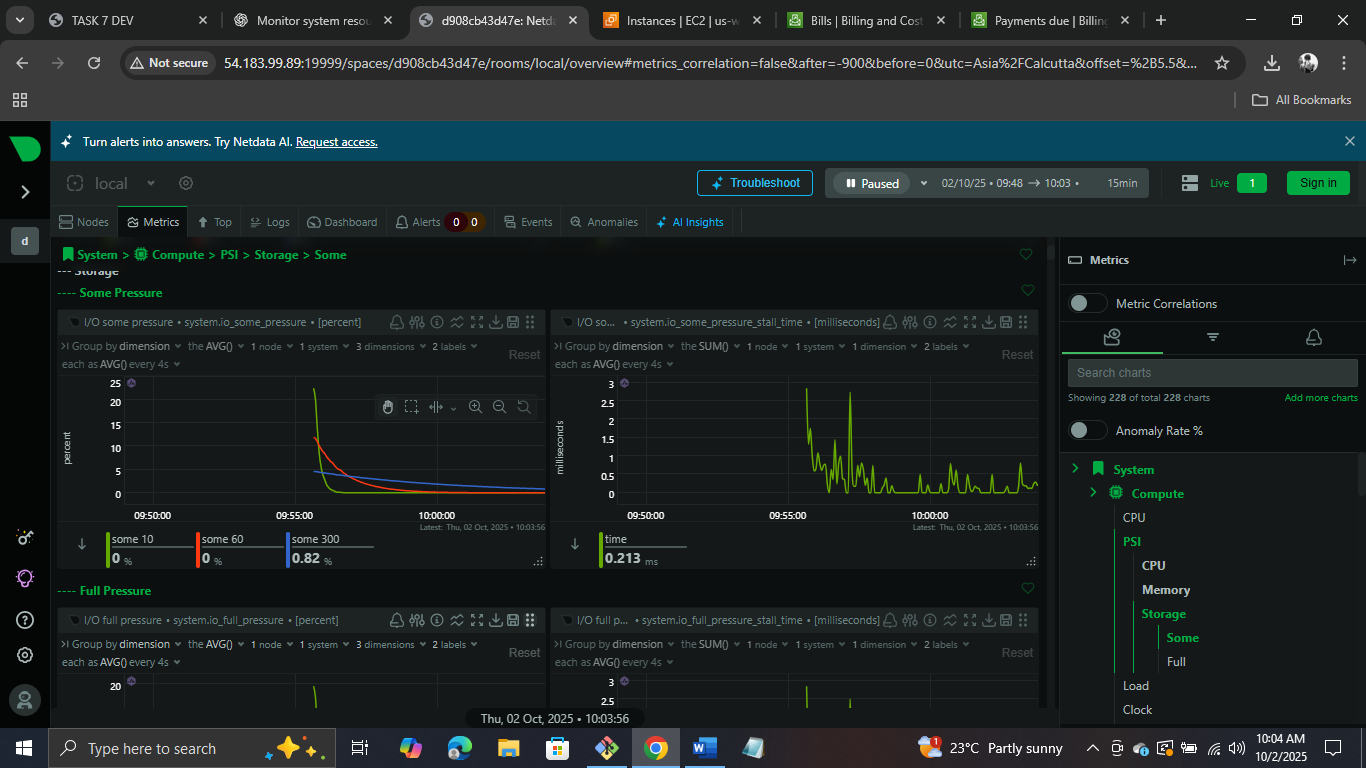 TASK 7 DEV
Monitor system resou
d908cb43d47e: Netda
Instances | EC2 | us-w
Bills | Billing and Cost
Payments due | Billing
Not secure
54.183.99.89:19999/spaces/d908cb43d47e/rooms/local/overview#metrics_correlation=false&after=-900&before=0&utc=Asia%2FCalcutta&offset=%2B5.5&...
All Bookmarks
Turn alerts into answers. Try Netdata AI. Request access.
local
Troubleshoot
Paused
02/10/25 • 09:48 → 10:03 •
15min
Live
1
Sign in
Nodes
Metrics
Top
Logs
Dashboard
Alerts
0
0
Events
Anomalies
AI Insights
d
System > Compute > PSI > Storage > Some
--- Storage
---- Some Pressure
I/O some pressure • system.io_some_pressure • [percent]
Group by dimension the AVG() 1 node 1 system 3 dimensions 2 labels
each as AVG() every 4s
Reset
percent
25
20
15
10
5
0
09:50:00
09:55:00
10:00:00
Latest: Thu, 02 Oct, 2025 • 10:03:56
some 10
0 %
some 60
0 %
some 300
0.82 %
I/O so... • system.io_some_pressure_stall_time • [milliseconds]
Group by dimension the SUM() 1 node 1 system 1 dimension 2 labels
each as AVG() every 4s
Reset
milliseconds
3
2.5
2
1.5
1
0.5
0
09:50:00
09:55:00
10:00:00
Latest: Thu, 02 Oct, 2025 • 10:03:56
time
0.213 ms
---- Full Pressure
I/O full pressure • system.io_full_pressure • [percent]
Group by dimension the AVG() 1 node 1 system 3 dimensions 2 labels
each as AVG() every 4s
Reset
20
I/O full p... • system.io_full_pressure_stall_time • [milliseconds]
Group by dimension the SUM() 1 node 1 system 1 dimension 2 labels
each as AVG() every 4s
Reset
3
2.5
Thu, 02 Oct, 2025 • 10:03:56
Metrics
Metric Correlations
Search charts
Showing 228 of total 228 charts
Add more charts
Anomaly Rate %
System
Compute
CPU
PSI
CPU
Memory
Storage
Some
Full
Load
Clock
Type here to search
1
23°C Partly sunny
10:04 AM
10/2/2025